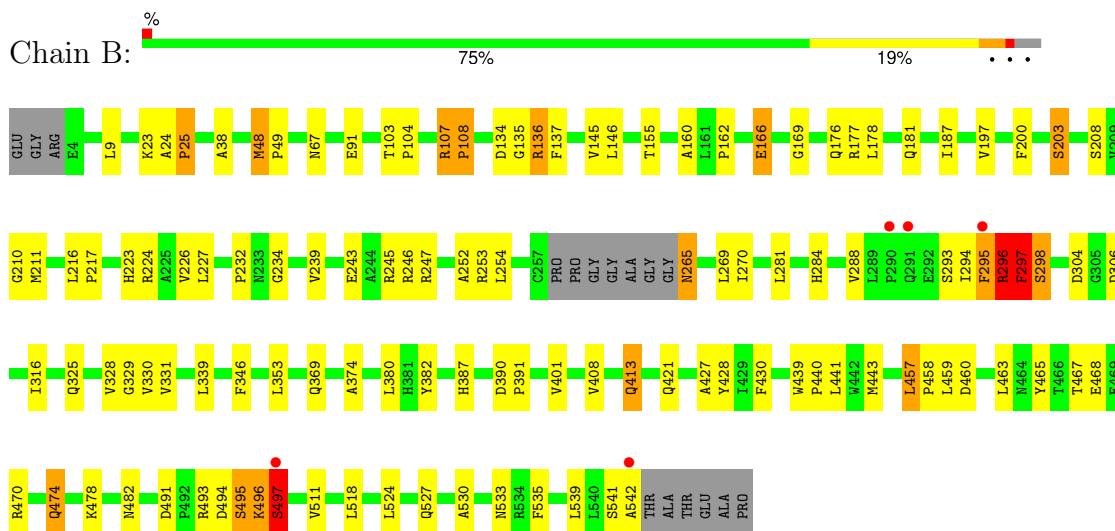 %
Chain B:
75% 19% • • •
GLU GLY ARG E4 L9 K23 A24 P25 A38 M48 P49 N67 E91 T103 P104 R107 P108 D134 G135 R136 F137 V145 L146 T155 A160 L161 P162 E166 G169 Q176 R177 L178 Q181 I187 V197 F200 S203 S208 V209
G210 M211 L216 P217 H223 R224 A225 V226 L227 P232 N233 G234 V239 E243 A244 R245 R246 R247 A252 R253 L254 C257 PRO PRO GLY GLY ALA GLY GLY N265 L269 I270 L281 H284 V288 L289 P290 Q291 E292 S293 I294 F295 R296 F297 S298 D304 G305 D306
I316 Q325 V328 G329 V330 V331 L339 F346 L353 Q369 A374 L380 H381 Y382 H387 D390 P391 V401 V408 Q413 Q421 A427 Y428 I429 F430 W439 P440 L441 W442 M443 L457 P458 L459 D460 L463 N464 Y465 T466 T467 E468 E469
R470 Q474 K478 N482 D491 P492 R493 D494 S495 K496 S497 V511 L518 L524 Q527 A530 N533 R534 F535 L539 L540 S541 A542 THR ALA THR GLU ALA PRO